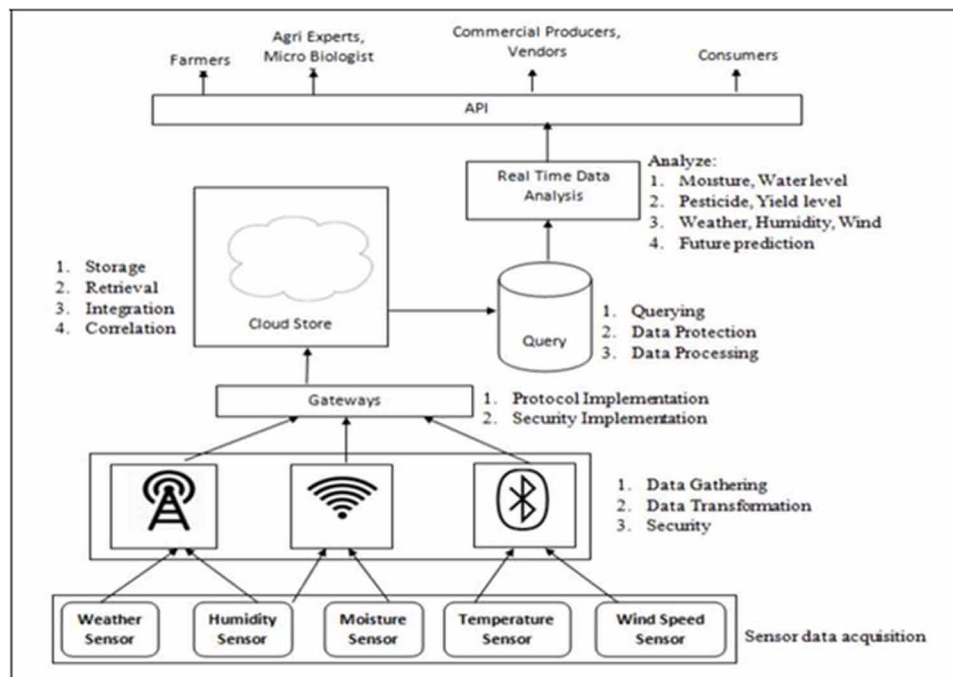 Farmers
Agri Experts,
Micro Biologist
Commercial Producers,
Vendors
Consumers
API
Real Time Data
Analysis
Analyze:
1. Moisture, Water level
2. Pesticide, Yield level
3. Weather, Humidity, Wind
4. Future prediction
1. Storage
2. Retrieval
3. Integration
4. Correlation
Cloud Store
Query
1. Querying
2. Data Protection
3. Data Processing
Gateways
1. Protocol Implementation
2. Security Implementation
1. Data Gathering
2. Data Transformation
3. Security
Weather
Sensor
Humidity
Sensor
Moisture
Sensor
Temperature
Sensor
Wind Speed
Sensor
Sensor data acquisition